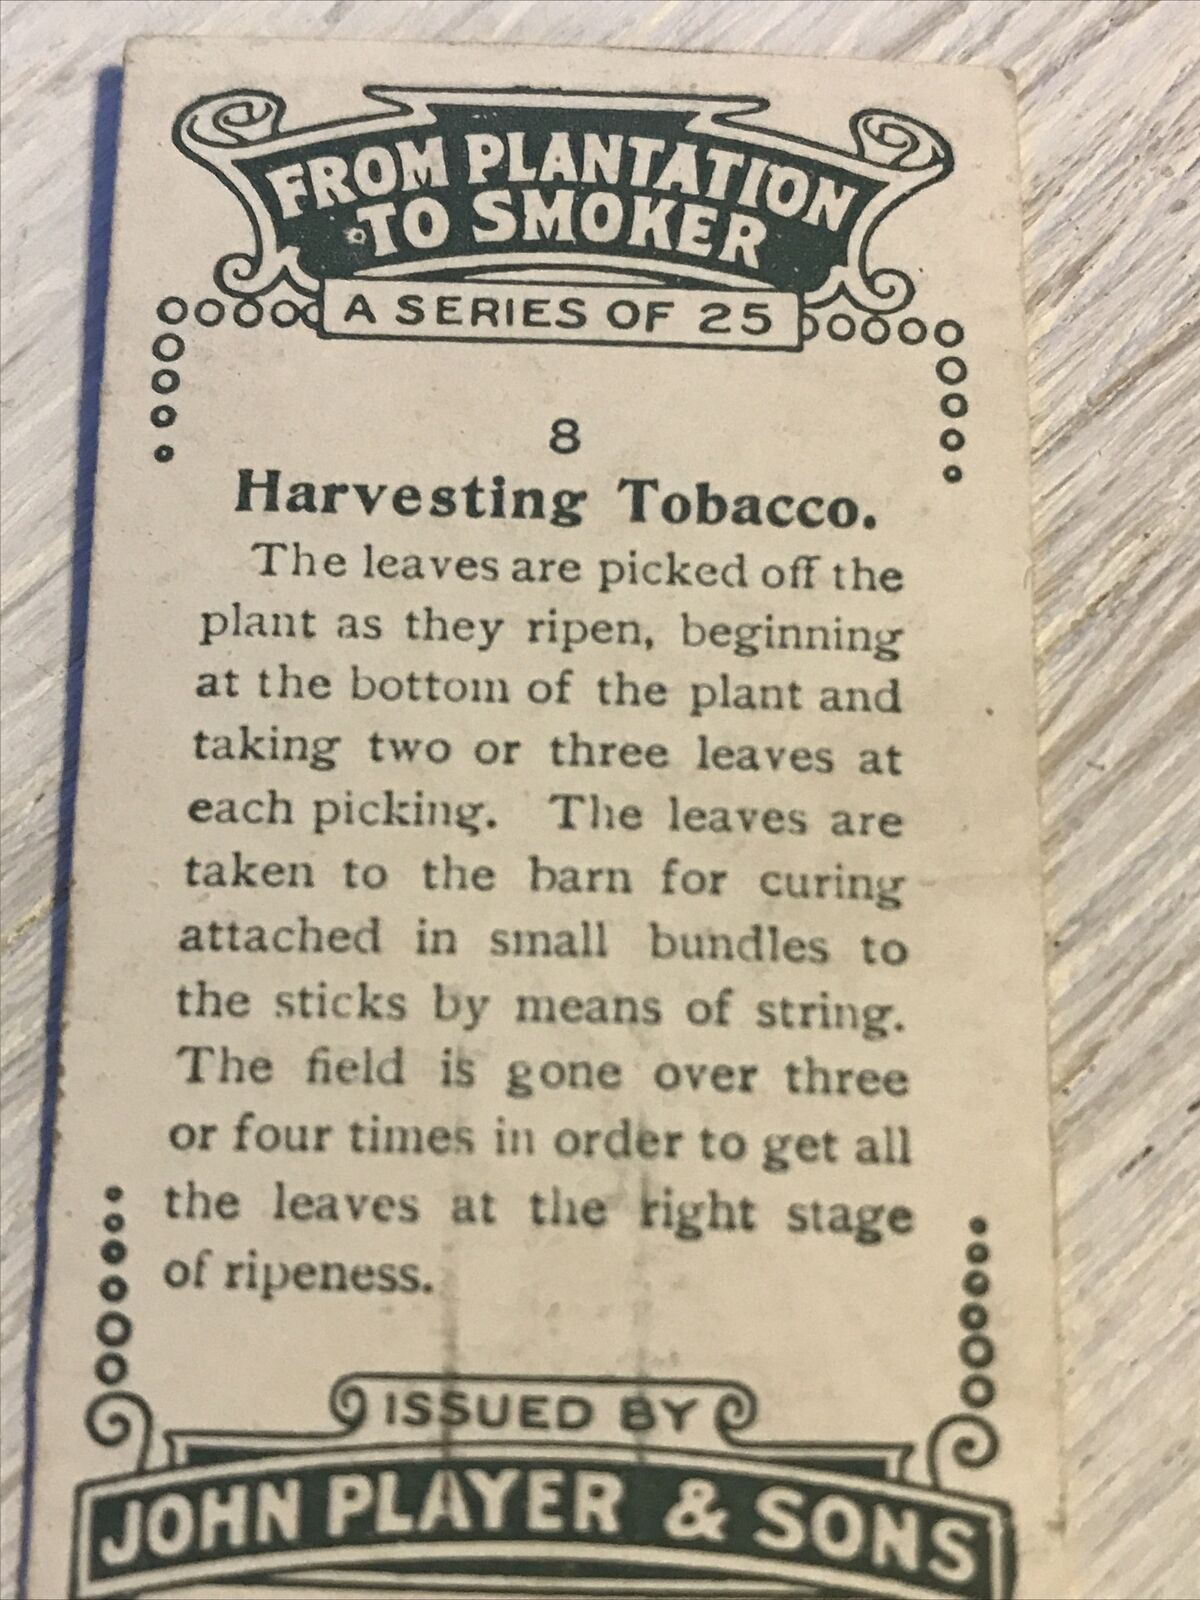 FROM PLANTATION
TO SMOKER
A SERIES OF 25
8
Harvesting Tobacco.
The leaves are picked off the
plant as they ripen, beginning
at the bottom of the plant and
taking two or three leaves at
each picking. The leaves are
taken to the barn for curing
attached in small bundles to
the sticks by means of string.
The field is gone over three
or four times in order to get all
the leaves at the right stage
of ripeness.
ISSUED BY
JOHN PLAYER & SONS